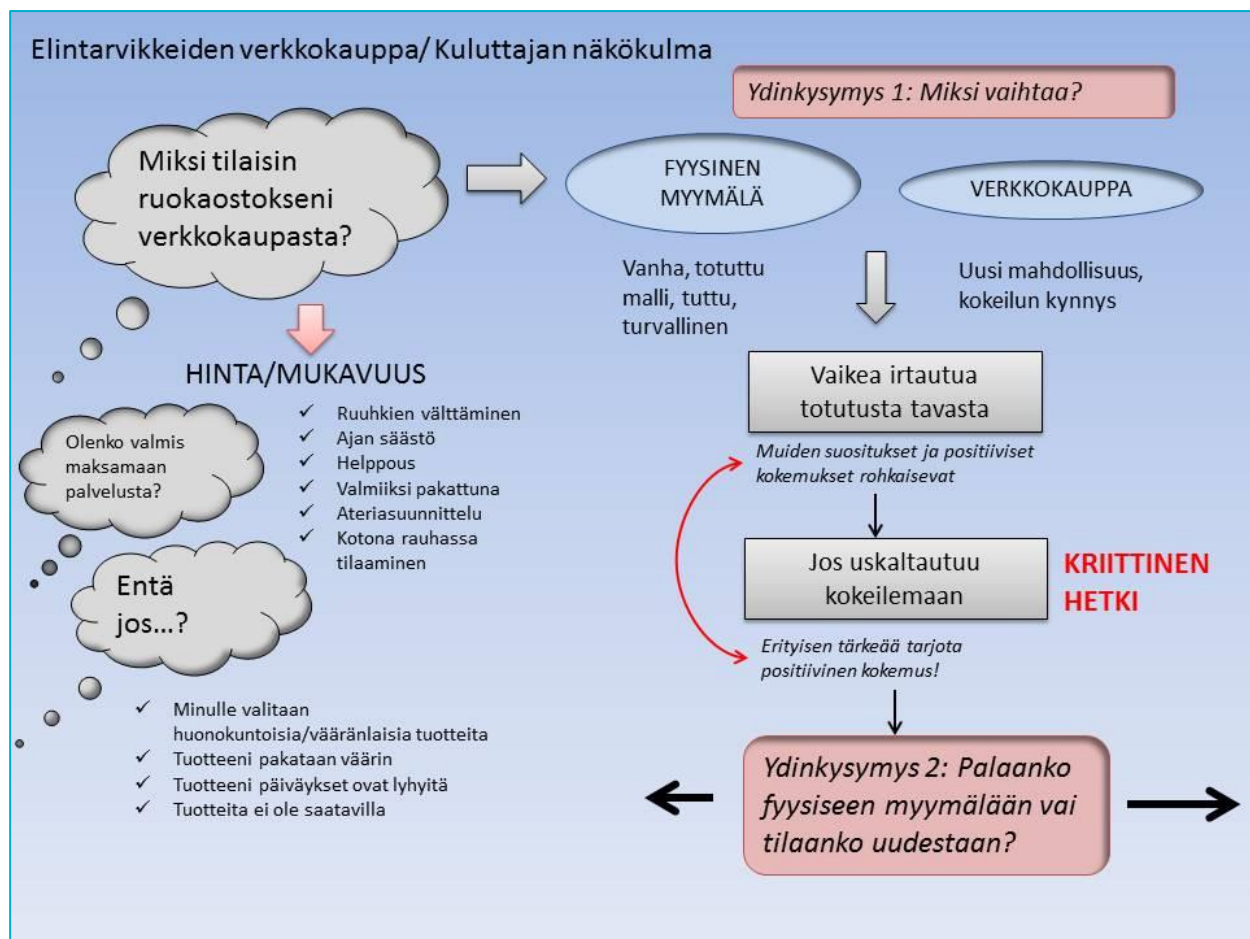 Elintarvikkeiden verkkokauppa/ Kuluttajan näkökulma
Ydinkysymys 1: Miksi vaihtaa?
Miksi tilaisin
ruokaostokseni
verkkokaupasta?
FYYSINEN
MYYMÄLÄ
VERKKOKAUPPA
Vanha, totuttu
malli, tuttu,
turvallinen
Uusi mahdollisuus,
kokeilun kynnys
HINTA/MUKAVUUS
✓ Ruuhkien välttäminen
✓ Ajan säästö
✓ Helppous
✓ Valmiiksi pakattuna
✓ Ateriasuunnittelu
✓ Kotona rauhassa
tilaaminen
Olenko valmis
maksamaan
palvelusta?
Entä
jos...?
✓ Minulle valitaan
huonokuntoisia/vääränlaisia tuotteita
✓ Tuotteeni pakataan väärin
✓ Tuotteeni päiväykset ovat lyhyitä
✓ Tuotteita ei ole saatavilla
Vaikea irtautua
totutusta tavasta
Muiden suositukset ja positiiviset
kokemukset rohkaisevat
Jos uskaltautuu
kokeilemaan
KRIITTINEN
HETKI
Erityisen tärkeää tarjota
positiivinen kokemus!
Ydinkysymys 2: Palaanko
fyysiseen myymälään vai
tilaanko uudestaan?